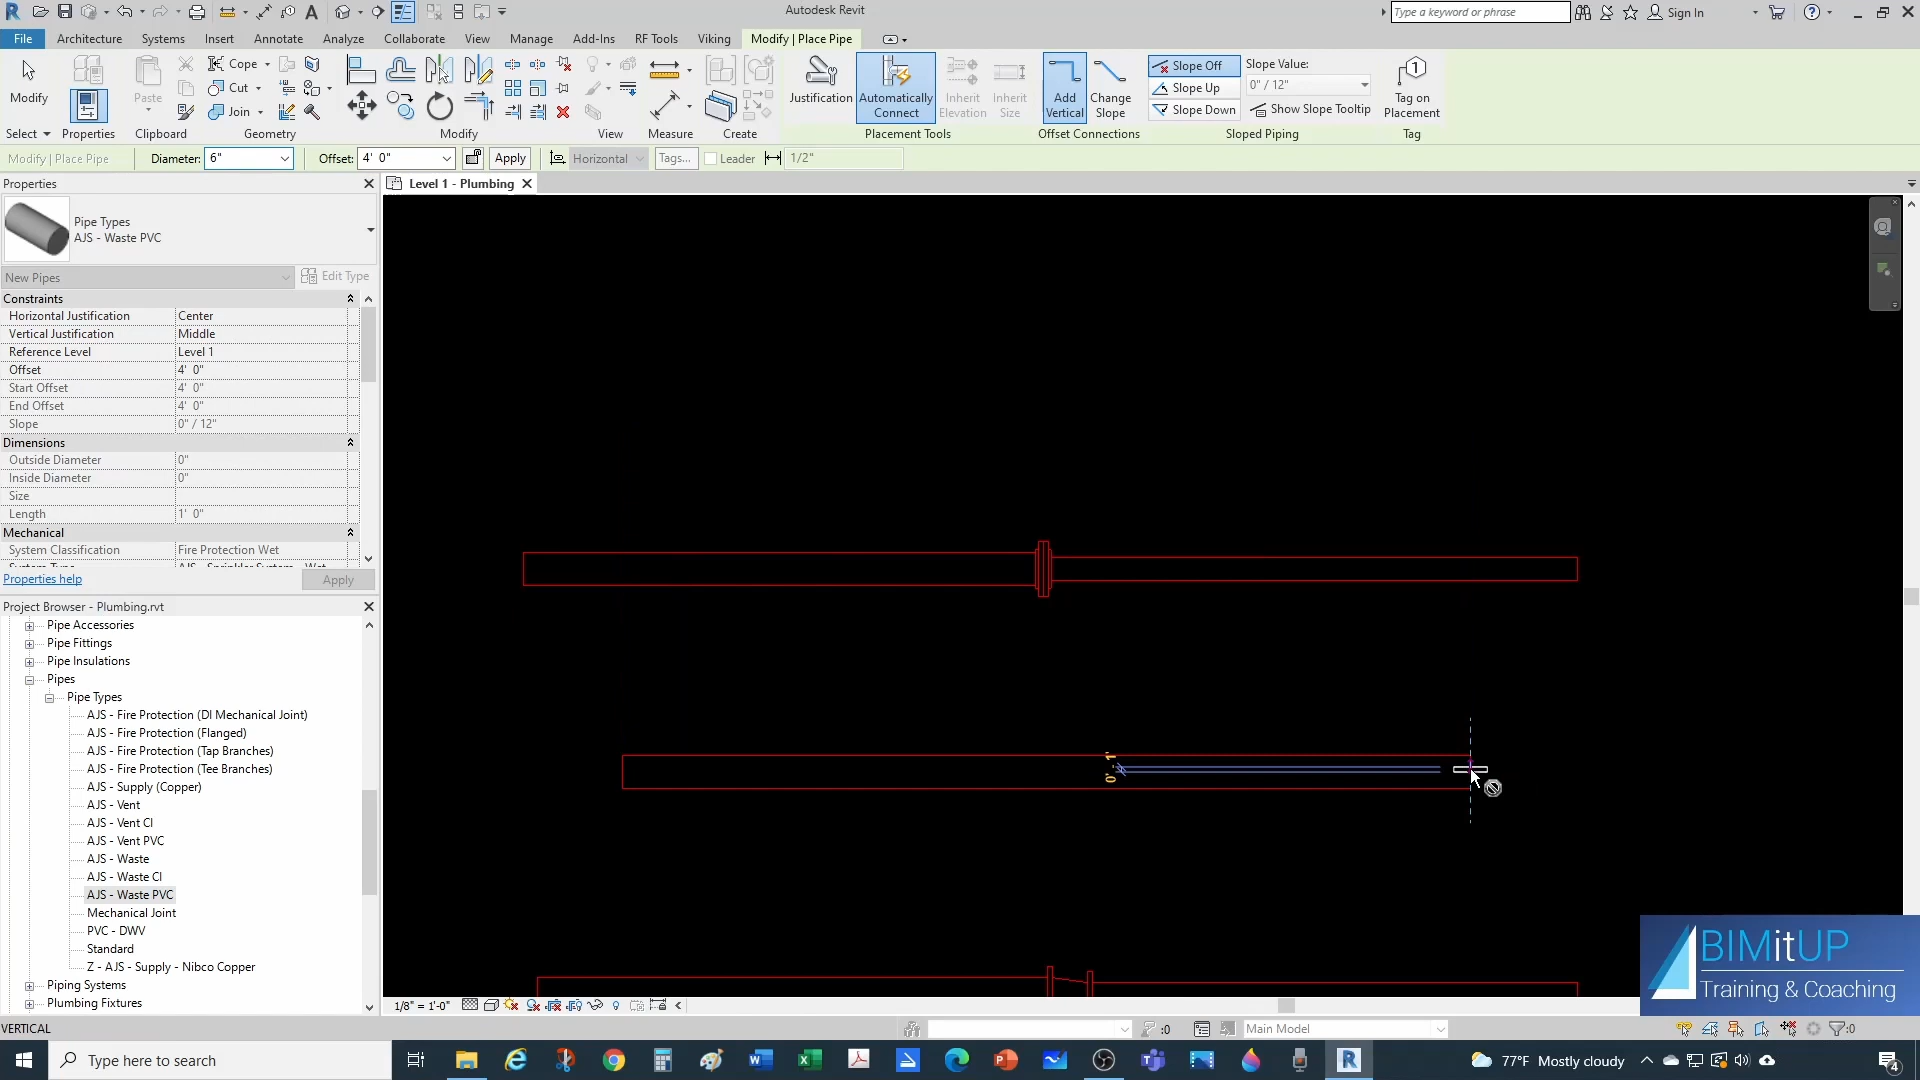 Autodesk Revit
Type a keyword or phrase
Sign In
File Architecture Systems Insert Annotate Analyze Collaborate View Manage Add-Ins RF Tools Viking Modify | Place Pipe
Modify
Select
Properties
Paste
Clipboard
Cope
Cut
Join
Geometry
Modify
View
Measure
Create
Justification
Automatically Connect
Inherit Elevation
Inherit Size
Placement Tools
Add Vertical
Change Slope
Offset Connections
Slope Off
Slope Up
Slope Down
Slope Value:
0" / 12"
Show Slope Tooltip
Sloped Piping
Tag on Placement
Tag
Modify | Place Pipe Diameter: 6" Offset: 4' 0" Apply Horizontal Tags... Leader 1/2"
Properties
Level 1 - Plumbing
Pipe Types
AJS - Waste PVC
New Pipes
Edit Type
Constraints
Horizontal Justification Center
Vertical Justification Middle
Reference Level Level 1
Offset 4' 0"
Start Offset 4' 0"
End Offset 4' 0"
Slope 0" / 12"
Dimensions
Outside Diameter 0"
Inside Diameter 0"
Size
Length 1' 0"
Mechanical
System Classification Fire Protection Wet
Properties help
Apply
Project Browser - Plumbing.rvt
Pipe Accessories
Pipe Fittings
Pipe Insulations
Pipes
Pipe Types
AJS - Fire Protection (DI Mechanical Joint)
AJS - Fire Protection (Flanged)
AJS - Fire Protection (Tap Branches)
AJS - Fire Protection (Tee Branches)
AJS - Supply (Copper)
AJS - Vent
AJS - Vent CI
AJS - Vent PVC
AJS - Waste
AJS - Waste CI
AJS - Waste PVC
Mechanical Joint
PVC - DWV
Standard
Z - AJS - Supply - Nibco Copper
Piping Systems
Plumbing Fixtures
BIMitUP
Training & Coaching
1/8" = 1'-0"
VERTICAL
:0
Main Model
:0
Type here to search
77°F Mostly cloudy
4